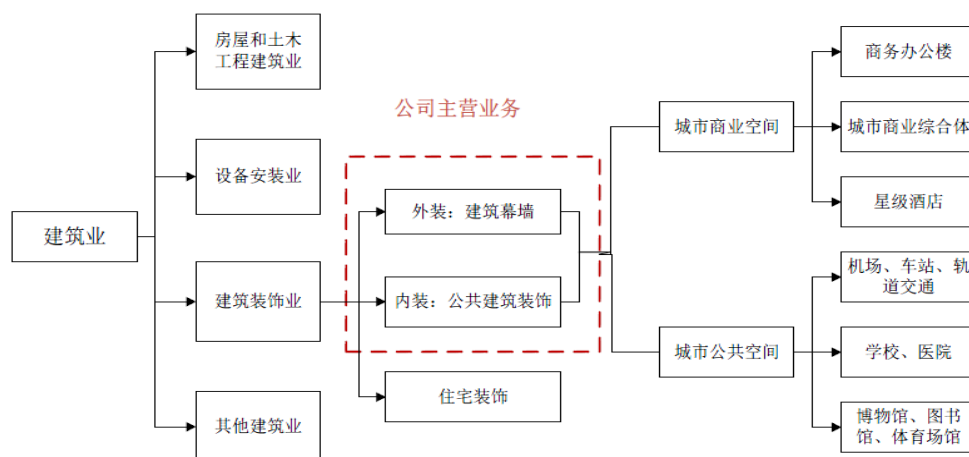 房屋和土木
工程建筑业
商务办公楼
公司主营业务
城市商业空间
城市商业综合体
设备安装业
外装：建筑幕墙
星级酒店
建筑业
机场、车站、轨
道交通
建筑装饰业
内装：公共建筑装饰
城市公共空间
学校、医院
住宅装饰
其他建筑业
博物馆、图书
馆、体育场馆